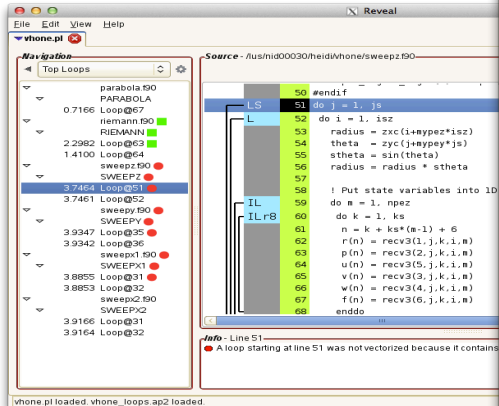 Reveal
File Edit View Help
vhone.pl
Navigation
Top Loops
parabola.f90
PARABOLA
0.7166 Loop@67
riemann.f90
RIEMANN
2.2982 Loop@63
1.4100 Loop@64
sweepz.f90
SWEEPZ
3.7464 Loop@51
3.7461 Loop@52
sweepy.f90
SWEEPY
3.9347 Loop@35
3.9342 Loop@36
sweepx1.f90
SWEEPX1
3.8855 Loop@31
3.8853 Loop@32
sweepx2.f90
SWEEPX2
3.9166 Loop@31
3.9164 Loop@32
Source - /lus/nid00030/heidi/vhone/sweepz.f90
50 #endif
LS 51 do j = 1, js
L 52 do i = 1, isz
53 radius = zxc(i+mypez*isz)
54 theta = zyc(j+mypey*js)
55 stheta = sin(theta)
56 radius = radius * stheta
57
58 ! Put state variables into 1D
IL 59 do m = 1, npez
ILr8 60 do k = 1, ks
61 n = k + ks*(m-1) + 6
62 r(n) = recv3(1,j,k,i,m)
63 p(n) = recv3(2,j,k,i,m)
64 u(n) = recv3(5,j,k,i,m)
65 v(n) = recv3(3,j,k,i,m)
66 w(n) = recv3(4,j,k,i,m)
67 f(n) = recv3(6,j,k,i,m)
68 enddo
Info - Line 51
A loop starting at line 51 was not vectorized because it contains
vhone.pl loaded. vhone_loops.ap2 loaded.